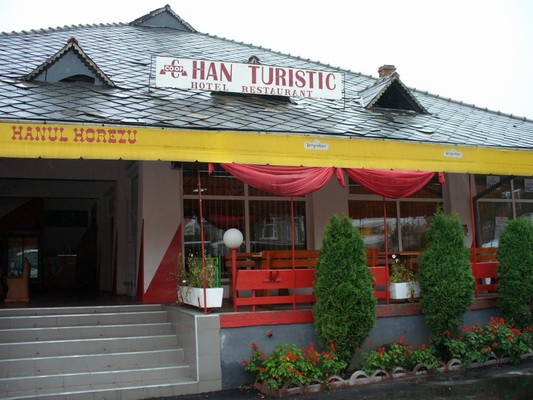 COOP HAN TURISTIC
HOTEL RESTAURANT
HANUL HOREZU